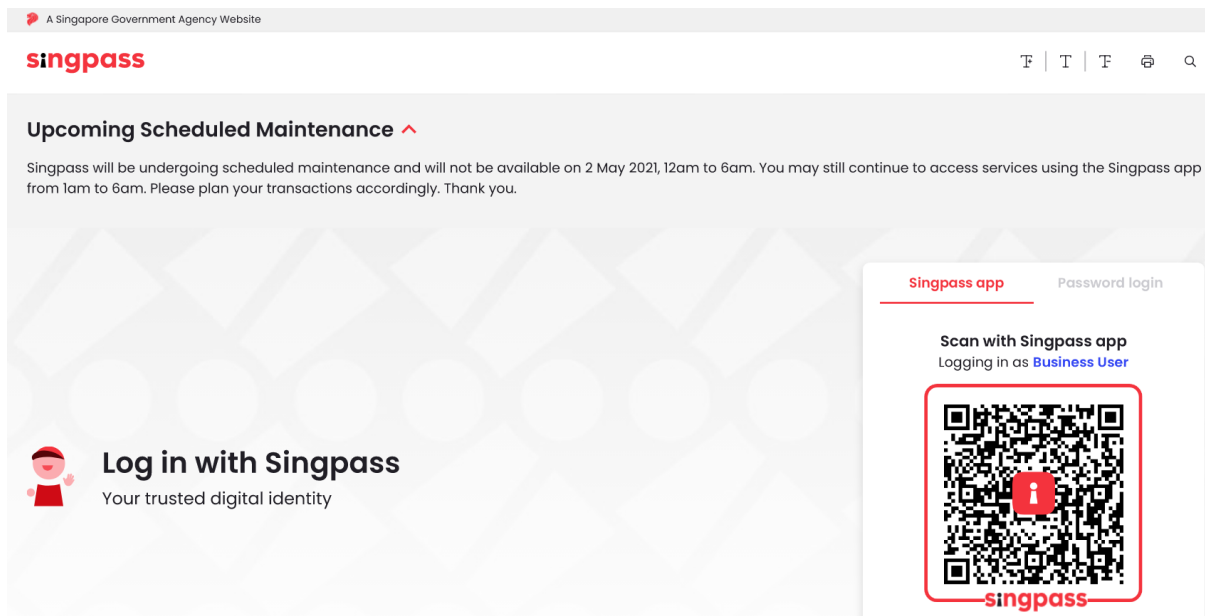 A Singapore Government Agency Website
singpass
Upcoming Scheduled Maintenance
Singpass will be undergoing scheduled maintenance and will not be available on 2 May 2021, 12am to 6am. You may still continue to access services using the Singpass app
from 1am to 6am. Please plan your transactions accordingly. Thank you.
Singpass app Password login
Scan with Singpass app
Logging in as Business User
Log in with Singpass
Your trusted digital identity
singpass